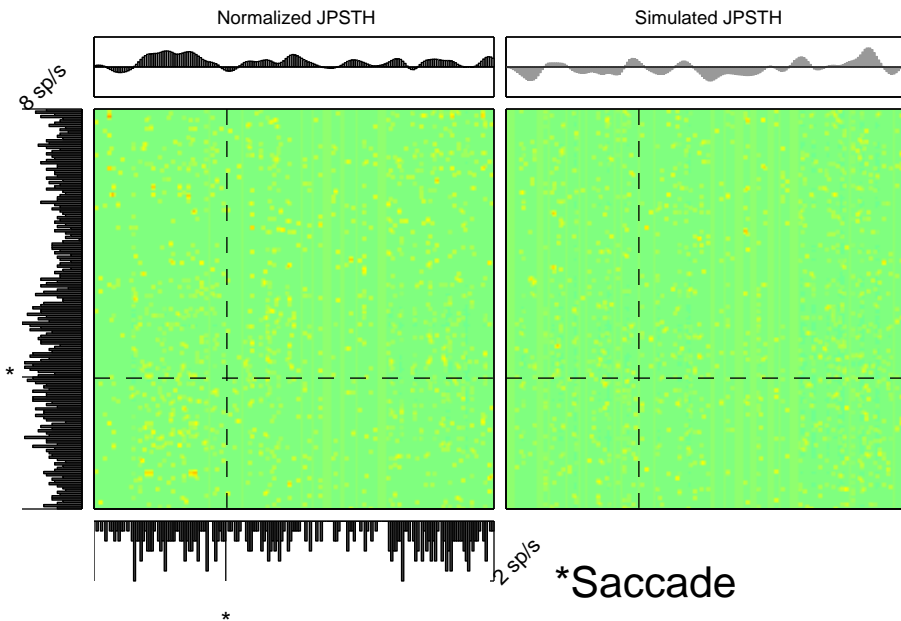 Normalized JPSTH
Simulated JPSTH
8 sp/s
*
2 sp/s
*Saccade
*